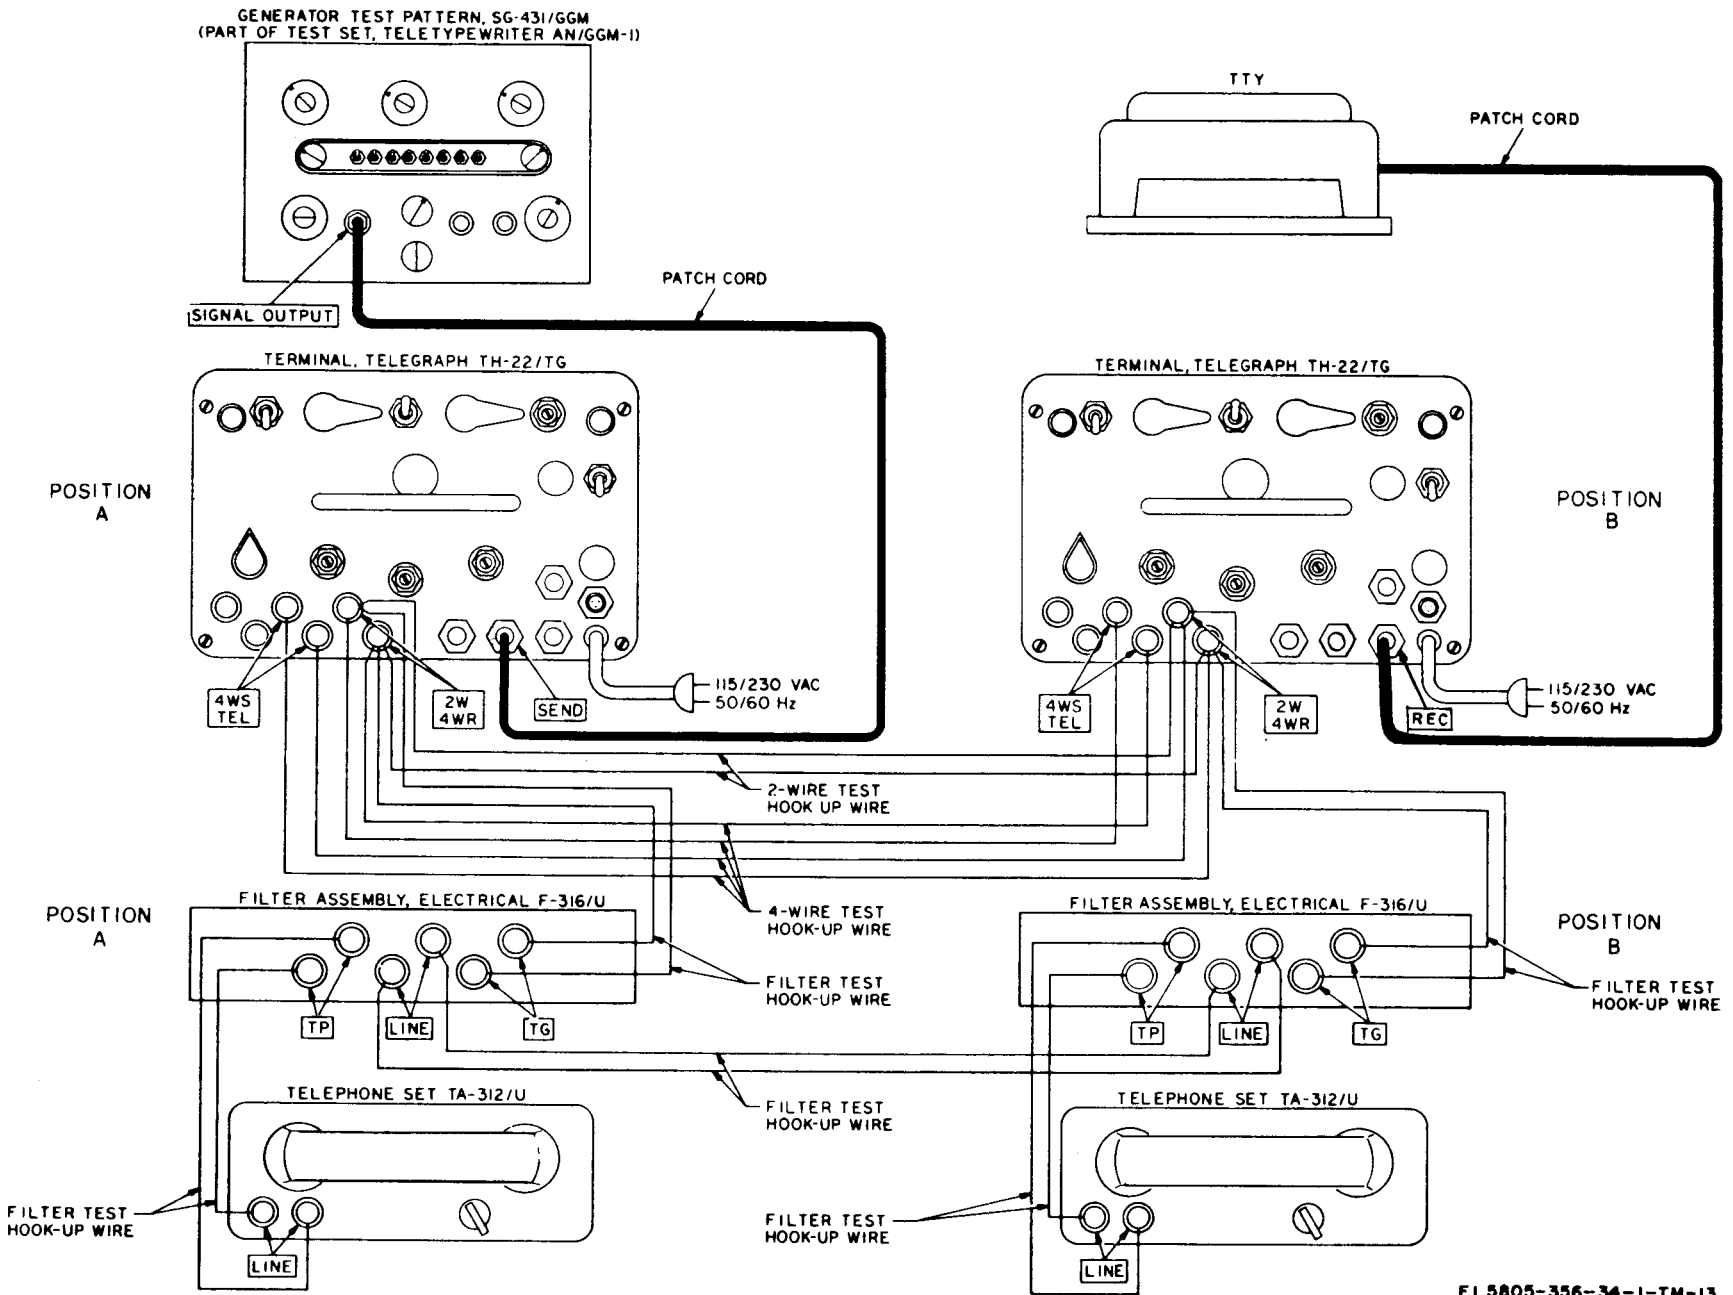 GENERATOR TEST PATTERN, SG-431/GGM
(PART OF TEST SET, TELETYPEWRITER AN/GGM-1)
TTY
PATCH CORD
PATCH CORD
SIGNAL OUTPUT
TERMINAL, TELEGRAPH TH-22/TG
TERMINAL, TELEGRAPH TH-22/TG
POSITION
A
POSITION
B
4WS
TEL
2W
4WR
SEND
115/230 VAC
50/60 Hz
4WS
TEL
2W
4WR
REC
115/230 VAC
50/60 Hz
2-WIRE TEST
HOOK UP WIRE
POSITION
A
FILTER ASSEMBLY, ELECTRICAL F-316/U
4-WIRE TEST
HOOK-UP WIRE
FILTER ASSEMBLY, ELECTRICAL F-316/U
POSITION
B
FILTER TEST
HOOK-UP WIRE
FILTER TEST
HOOK-UP WIRE
TP
LINE
TG
TP
LINE
TG
TELEPHONE SET TA-312/U
FILTER TEST
HOOK-UP WIRE
TELEPHONE SET TA-312/U
FILTER TEST
HOOK-UP WIRE
LINE
FILTER TEST
HOOK-UP WIRE
LINE
EL5805-356-34-1-TM-13